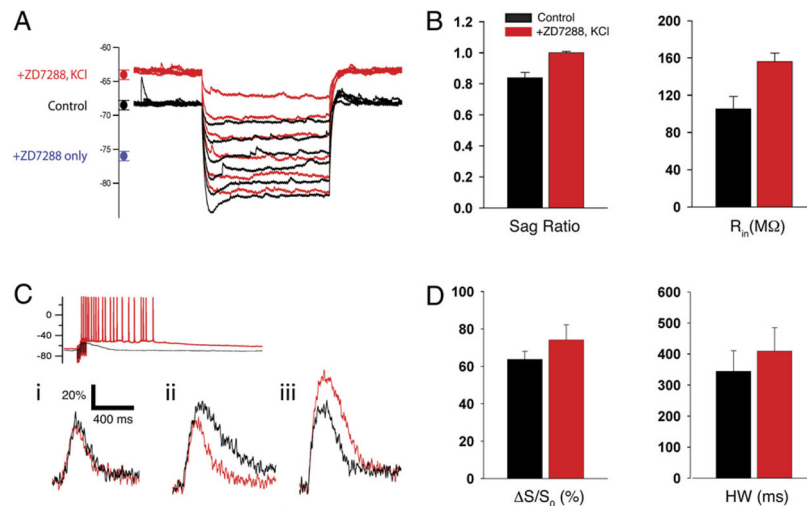 A
-60
-65
-70
-75
-80
+ZD7288, KCl
Control
+ZD7288 only
B
Control
+ZD7288, KCl
1.2
1.0
0.8
0.6
0.4
0.2
0.0
Sag Ratio
200
160
120
80
40
0
Rin(MΩ)
C
0
-40
-80
i
20%
400 ms
ii
iii
D
100
80
60
40
20
0
ΔS/S0 (%)
600
500
400
300
200
100
0
HW (ms)